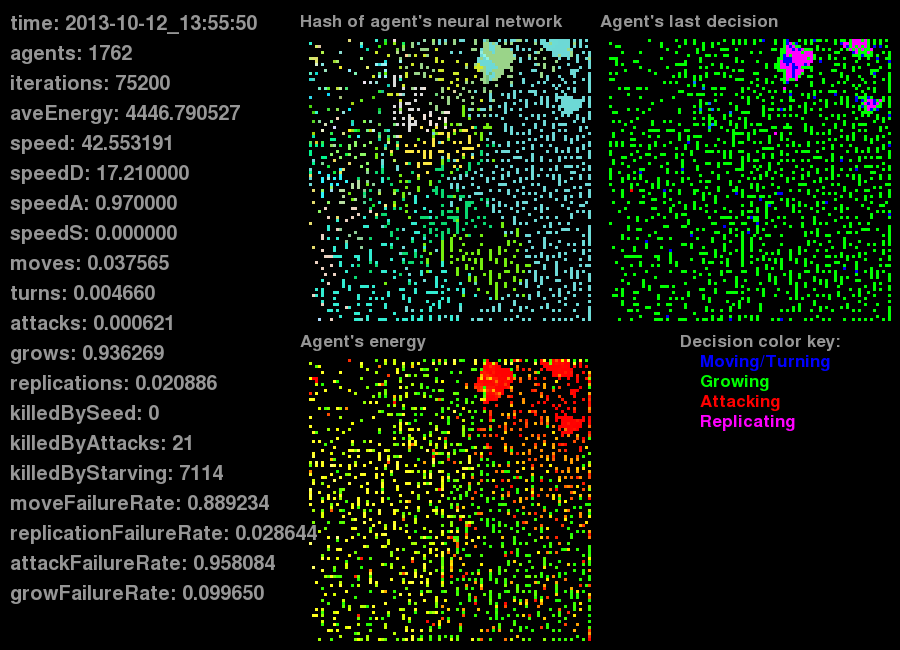 time: 2013-10-12_13:55:50
agents: 1762
iterations: 75200
aveEnergy: 4446.790527
speed: 42.553191
speedD: 17.210000
speedA: 0.970000
speedS: 0.000000
moves: 0.037565
turns: 0.004660
attacks: 0.000621
grows: 0.936269
replications: 0.020886
killedBySeed: 0
killedByAttacks: 21
killedByStarving: 7114
moveFailureRate: 0.889234
replicationFailureRate: 0.028644
attackFailureRate: 0.958084
growFailureRate: 0.099650
Hash of agent's neural network
Agent's last decision
Agent's energy
Decision color key:
Moving/Turning
Growing
Attacking
Replicating